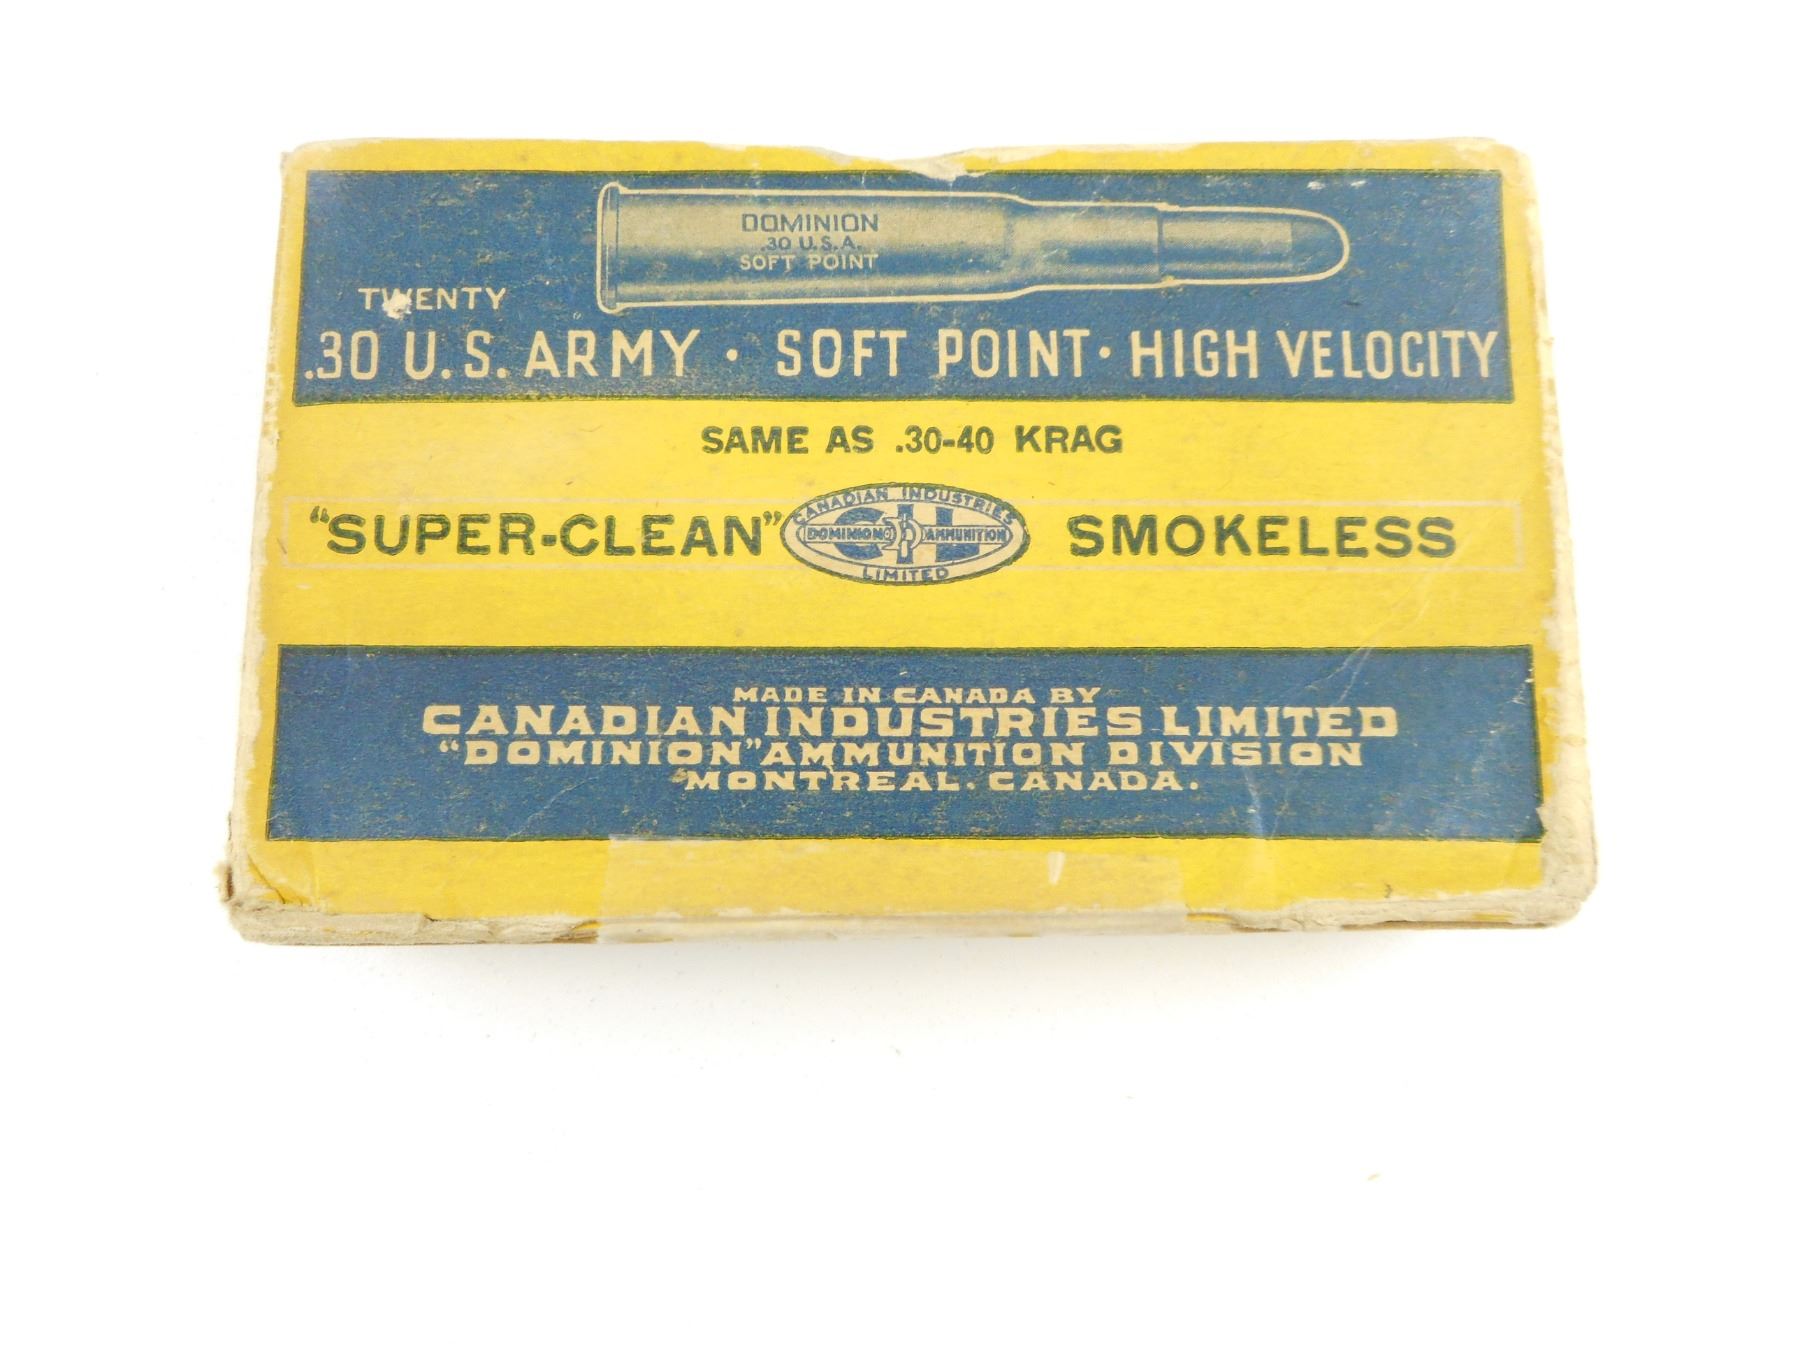 DOMINION
.30 U.S.A.
SOFT POINT
TWENTY
.30 U.S. ARMY · SOFT POINT · HIGH VELOCITY
SAME AS .30-40 KRAG
"SUPER-CLEAN" SMOKELESS
CANADIAN INDUSTRIES
CIL
DOMINION AMMUNITION
LIMITED
MADE IN CANADA BY
CANADIAN INDUSTRIES LIMITED
"DOMINION" AMMUNITION DIVISION
MONTREAL. CANADA.